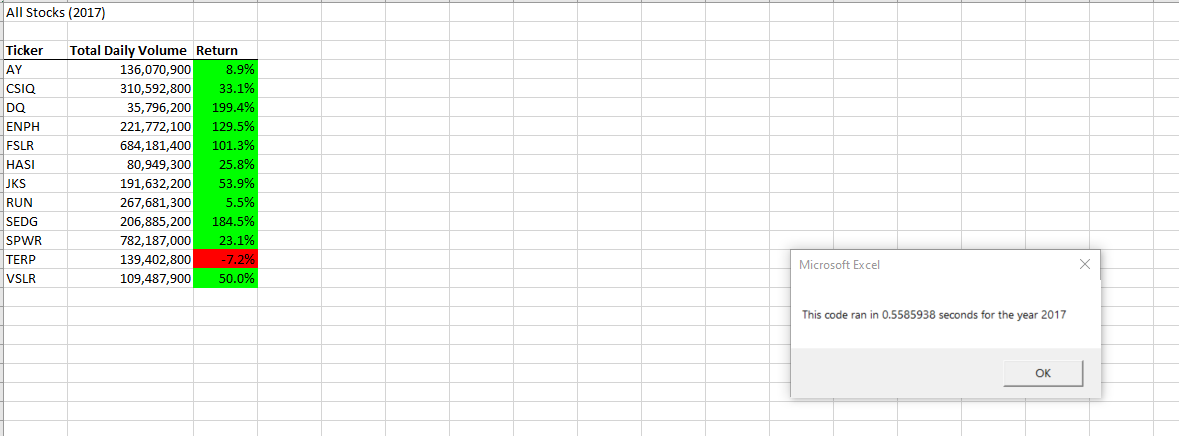 All Stocks (2017)
Ticker Total Daily Volume Return
AY 136,070,900 8.9%
CSIQ 310,592,800 33.1%
DQ 35,796,200 199.4%
ENPH 221,772,100 129.5%
FSLR 684,181,400 101.3%
HASI 80,949,300 25.8%
JKS 191,632,200 53.9%
RUN 267,681,300 5.5%
SEDG 206,885,200 184.5%
SPWR 782,187,000 23.1%
TERP 139,402,800 -7.2%
VSLR 109,487,900 50.0%
Microsoft Excel
This code ran in 0.5585938 seconds for the year 2017
OK